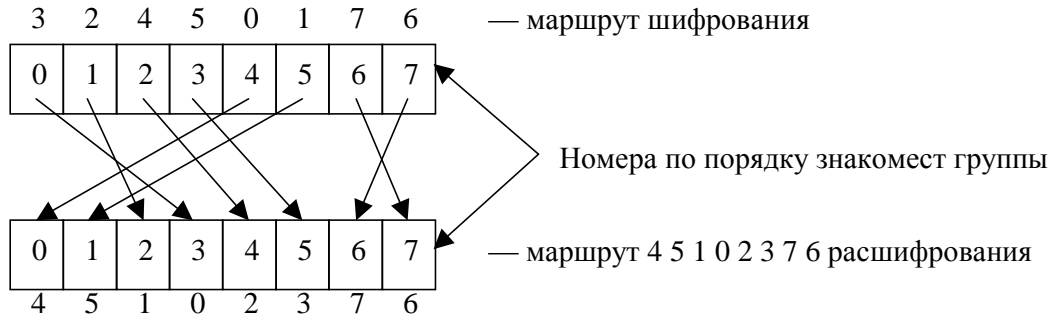 3 2 4 5 0 1 7 6 — маршрут шифрования
0 1 2 3 4 5 6 7
Номера по порядку знакомест группы
0 1 2 3 4 5 6 7 — маршрут 4 5 1 0 2 3 7 6 расшифрования
4 5 1 0 2 3 7 6